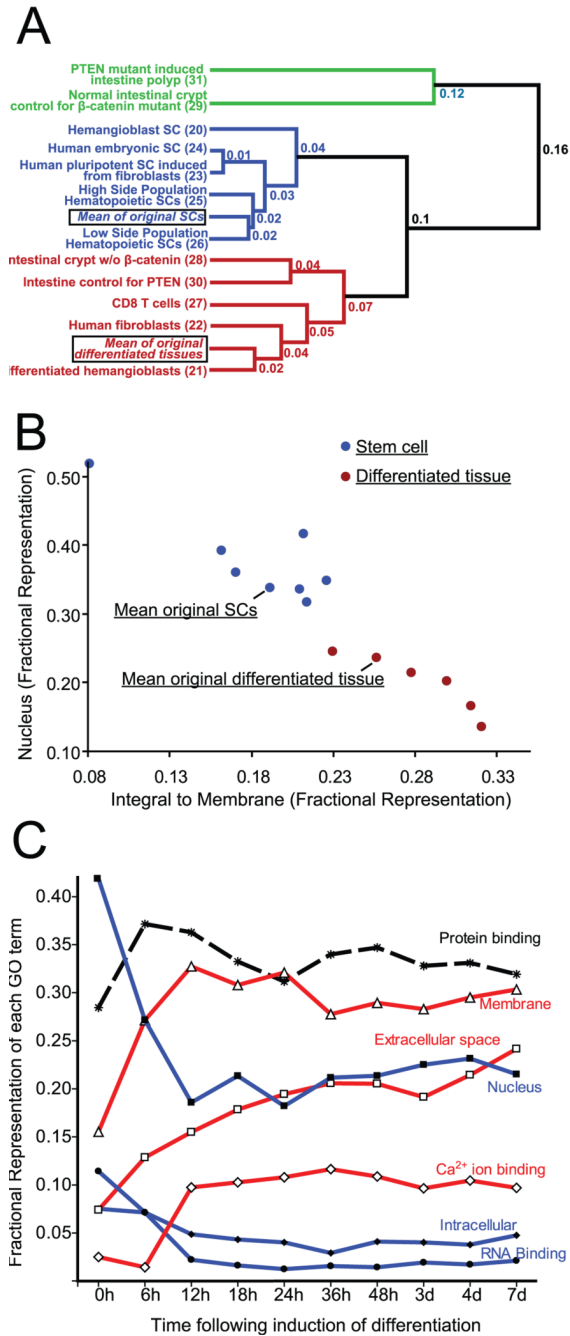 A
PTEN mutant induced
intestine polyp (31)
0.12
Normal intestinal crypt
control for β-catenin mutant (29)
Hemangioblast SC (20)
0.04
0.16
Human embryonic SC (24)
0.01
Human pluripotent SC induced
from fibroblasts (23)
0.03
High Side Population
Hematopoietic SCs (25)
Mean of original SCs
0.02
0.1
Low Side Population
Hematopoietic SCs (26)
0.02
ntestinal crypt w/o β-catenin (28)
0.04
Intestine control for PTEN (30)
0.07
CD8 T cells (27)
0.05
Human fibroblasts (22)
Mean of original
differentiated tissues
0.04
0.02
ifferentiated hemangioblasts (21)
B
Stem cell
Differentiated tissue
Nucleus (Fractional Representation)
0.50
0.40
0.30
0.20
0.10
Mean original SCs
Mean original differentiated tissue
0.08
0.13
0.18
0.23
0.28
0.33
Integral to Membrane (Fractional Representation)
C
Fractional Representation of each GO term
0.40
0.35
0.30
0.25
0.20
0.15
0.10
0.05
Protein binding
Membrane
Extracellular space
Nucleus
Ca²⁺ ion binding
Intracellular
RNA Binding
0h
6h
12h
18h
24h
36h
48h
3d
4d
7d
Time following induction of differentiation